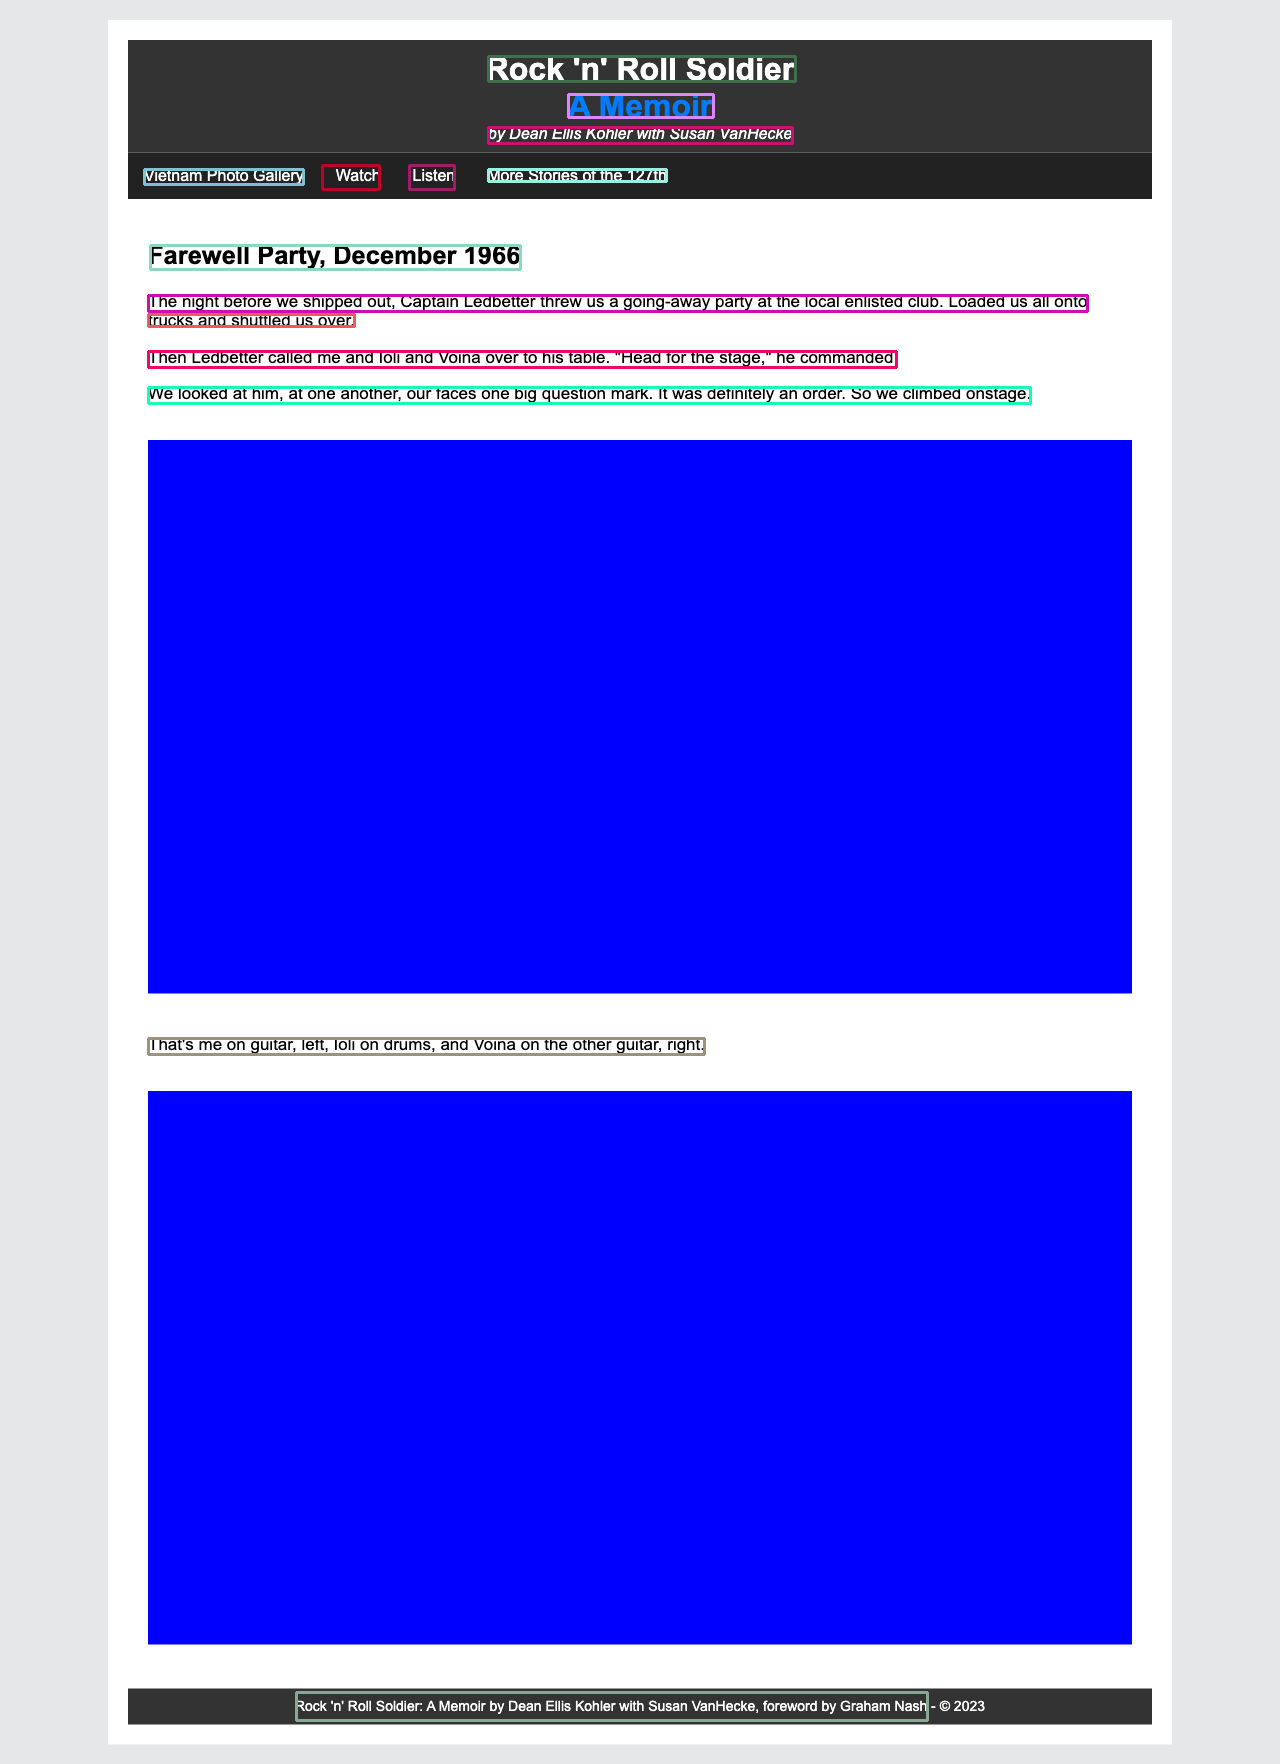 Rock 'n' Roll Soldier
A Memoir
by Dean Ellis Kohler with Susan VanHecke
Vietnam Photo Gallery Watch Listen More Stories of the 127th
Farewell Party, December 1966
The night before we shipped out, Captain Ledbetter threw us a going-away party at the local enlisted club. Loaded us all onto
trucks and shuttled us over.
Then Ledbetter called me and Ioli and Voina over to his table. "Head for the stage," he commanded.
We looked at him, at one another, our faces one big question mark. It was definitely an order. So we climbed onstage.
That's me on guitar, left, Ioli on drums, and Voina on the other guitar, right.
Rock 'n' Roll Soldier: A Memoir by Dean Ellis Kohler with Susan VanHecke, foreword by Graham Nash - © 2023